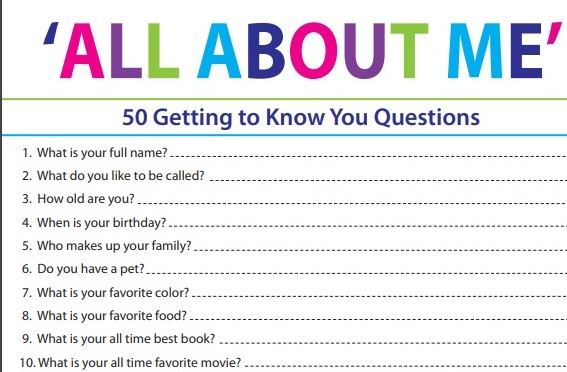 ‘ALL ABOUT ME’
50 Getting to Know You Questions
1. What is your full name?
2. What do you like to be called?
3. How old are you?
4. When is your birthday?
5. Who makes up your family?
6. Do you have a pet?
7. What is your favorite color?
8. What is your favorite food?
9. What is your all time best book?
10. What is your all time favorite movie?